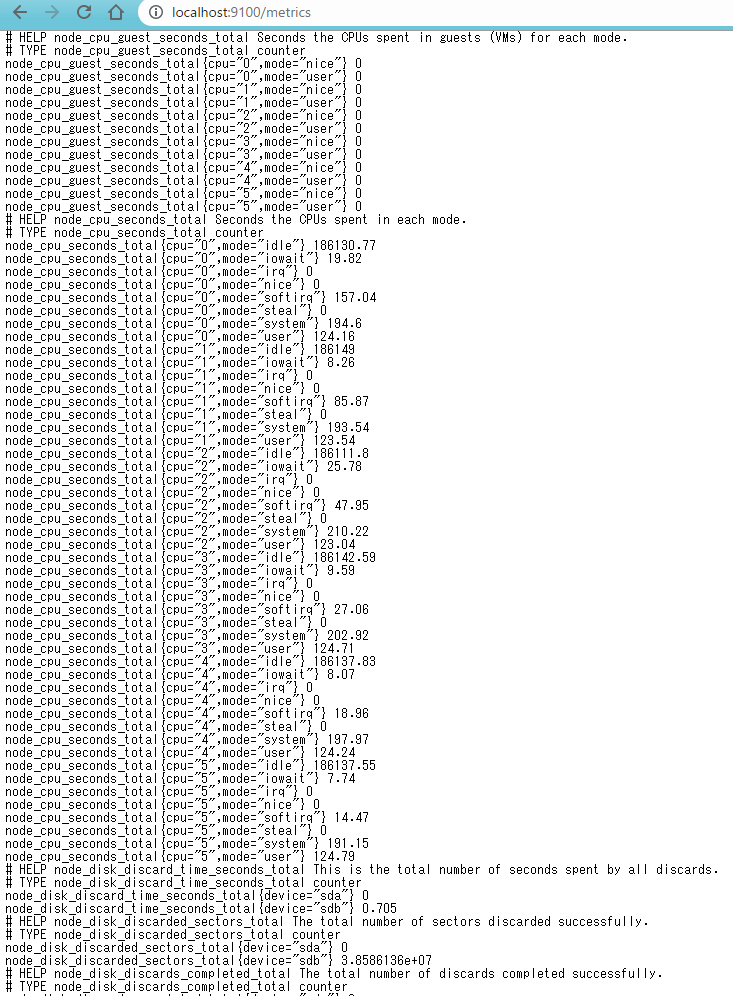 localhost:9100/metrics
# HELP node_cpu_guest_seconds_total Seconds the CPUs spent in guests (VMs) for each mode.
# TYPE node_cpu_guest_seconds_total counter
node_cpu_guest_seconds_total{cpu="0",mode="nice"} 0
node_cpu_guest_seconds_total{cpu="0",mode="user"} 0
node_cpu_guest_seconds_total{cpu="1",mode="nice"} 0
node_cpu_guest_seconds_total{cpu="1",mode="user"} 0
node_cpu_guest_seconds_total{cpu="2",mode="nice"} 0
node_cpu_guest_seconds_total{cpu="2",mode="user"} 0
node_cpu_guest_seconds_total{cpu="3",mode="nice"} 0
node_cpu_guest_seconds_total{cpu="3",mode="user"} 0
node_cpu_guest_seconds_total{cpu="4",mode="nice"} 0
node_cpu_guest_seconds_total{cpu="4",mode="user"} 0
node_cpu_guest_seconds_total{cpu="5",mode="nice"} 0
node_cpu_guest_seconds_total{cpu="5",mode="user"} 0
# HELP node_cpu_seconds_total Seconds the CPUs spent in each mode.
# TYPE node_cpu_seconds_total counter
node_cpu_seconds_total{cpu="0",mode="idle"} 186130.77
node_cpu_seconds_total{cpu="0",mode="iowait"} 19.82
node_cpu_seconds_total{cpu="0",mode="irq"} 0
node_cpu_seconds_total{cpu="0",mode="nice"} 0
node_cpu_seconds_total{cpu="0",mode="softirq"} 157.04
node_cpu_seconds_total{cpu="0",mode="steal"} 0
node_cpu_seconds_total{cpu="0",mode="system"} 194.6
node_cpu_seconds_total{cpu="0",mode="user"} 124.16
node_cpu_seconds_total{cpu="1",mode="idle"} 186149
node_cpu_seconds_total{cpu="1",mode="iowait"} 8.26
node_cpu_seconds_total{cpu="1",mode="irq"} 0
node_cpu_seconds_total{cpu="1",mode="nice"} 0
node_cpu_seconds_total{cpu="1",mode="softirq"} 85.87
node_cpu_seconds_total{cpu="1",mode="steal"} 0
node_cpu_seconds_total{cpu="1",mode="system"} 193.54
node_cpu_seconds_total{cpu="1",mode="user"} 123.54
node_cpu_seconds_total{cpu="2",mode="idle"} 186111.8
node_cpu_seconds_total{cpu="2",mode="iowait"} 25.78
node_cpu_seconds_total{cpu="2",mode="irq"} 0
node_cpu_seconds_total{cpu="2",mode="nice"} 0
node_cpu_seconds_total{cpu="2",mode="softirq"} 47.95
node_cpu_seconds_total{cpu="2",mode="steal"} 0
node_cpu_seconds_total{cpu="2",mode="system"} 210.22
node_cpu_seconds_total{cpu="2",mode="user"} 123.04
node_cpu_seconds_total{cpu="3",mode="idle"} 186142.59
node_cpu_seconds_total{cpu="3",mode="iowait"} 9.59
node_cpu_seconds_total{cpu="3",mode="irq"} 0
node_cpu_seconds_total{cpu="3",mode="nice"} 0
node_cpu_seconds_total{cpu="3",mode="softirq"} 27.06
node_cpu_seconds_total{cpu="3",mode="steal"} 0
node_cpu_seconds_total{cpu="3",mode="system"} 202.92
node_cpu_seconds_total{cpu="3",mode="user"} 124.71
node_cpu_seconds_total{cpu="4",mode="idle"} 186137.83
node_cpu_seconds_total{cpu="4",mode="iowait"} 8.07
node_cpu_seconds_total{cpu="4",mode="irq"} 0
node_cpu_seconds_total{cpu="4",mode="nice"} 0
node_cpu_seconds_total{cpu="4",mode="softirq"} 18.96
node_cpu_seconds_total{cpu="4",mode="steal"} 0
node_cpu_seconds_total{cpu="4",mode="system"} 197.97
node_cpu_seconds_total{cpu="4",mode="user"} 124.24
node_cpu_seconds_total{cpu="5",mode="idle"} 186137.55
node_cpu_seconds_total{cpu="5",mode="iowait"} 7.74
node_cpu_seconds_total{cpu="5",mode="irq"} 0
node_cpu_seconds_total{cpu="5",mode="nice"} 0
node_cpu_seconds_total{cpu="5",mode="softirq"} 14.47
node_cpu_seconds_total{cpu="5",mode="steal"} 0
node_cpu_seconds_total{cpu="5",mode="system"} 191.15
node_cpu_seconds_total{cpu="5",mode="user"} 124.79
# HELP node_disk_discard_time_seconds_total This is the total number of seconds spent by all discards.
# TYPE node_disk_discard_time_seconds_total counter
node_disk_discard_time_seconds_total{device="sda"} 0
node_disk_discard_time_seconds_total{device="sdb"} 0.705
# HELP node_disk_discarded_sectors_total The total number of sectors discarded successfully.
# TYPE node_disk_discarded_sectors_total counter
node_disk_discarded_sectors_total{device="sda"} 0
node_disk_discarded_sectors_total{device="sdb"} 3.8586136e+07
# HELP node_disk_discards_completed_total The total number of discards completed successfully.
# TYPE node_disk_discards_completed_total counter